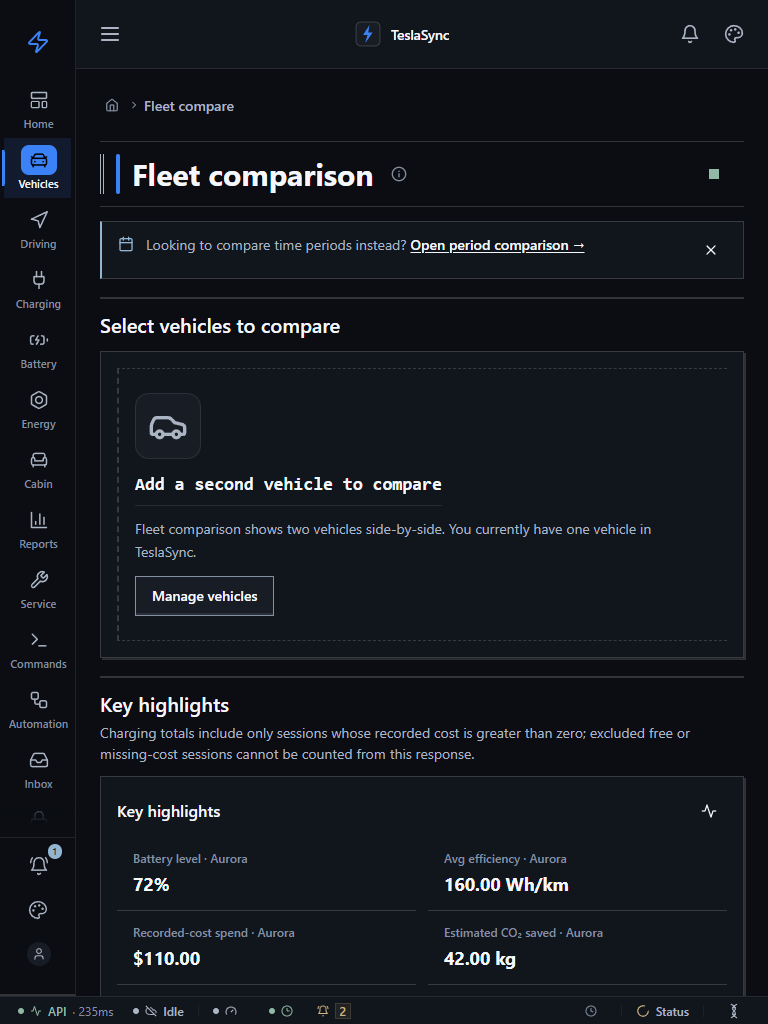 TeslaSync
Home
Vehicles
Driving
Charging
Battery
Energy
Cabin
Reports
Service
Commands
Automation
Inbox
1
Fleet compare
Fleet comparison
Looking to compare time periods instead? Open period comparison →
Select vehicles to compare
Add a second vehicle to compare
Fleet comparison shows two vehicles side-by-side. You currently have one vehicle in
TeslaSync.
Manage vehicles
Key highlights
Charging totals include only sessions whose recorded cost is greater than zero; excluded free or
missing-cost sessions cannot be counted from this response.
Key highlights
Battery level · Aurora
72%
Avg efficiency · Aurora
160.00 Wh/km
Recorded-cost spend · Aurora
$110.00
Estimated CO₂ saved · Aurora
42.00 kg
API · 235ms
Idle
2
Status